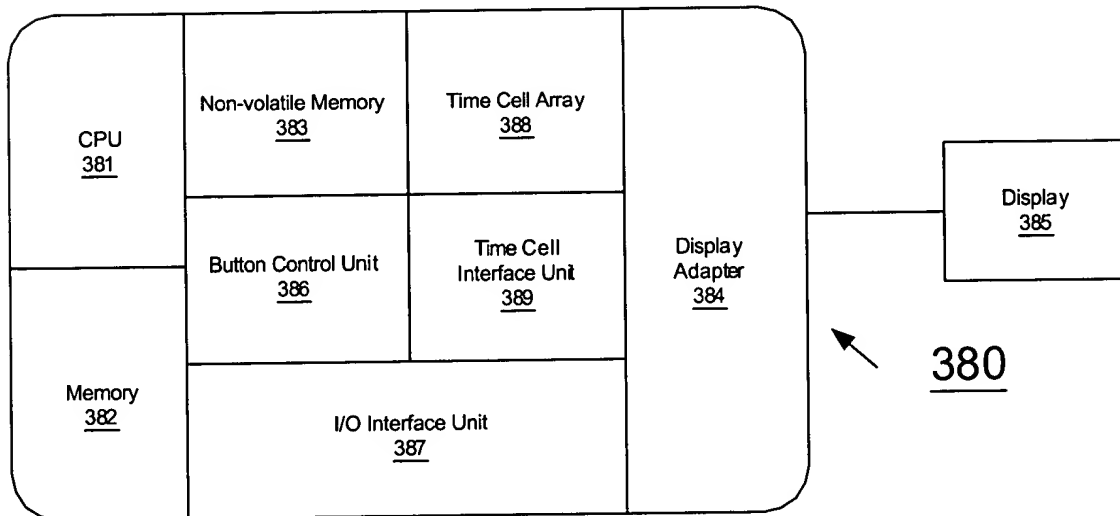 CPU
381
Non-volatile Memory
383
Time Cell Array
388
Button Control Unit
386
Time Cell
Interface Unit
389
Display
Adapter
384
Display
385
Memory
382
I/O Interface Unit
387
380